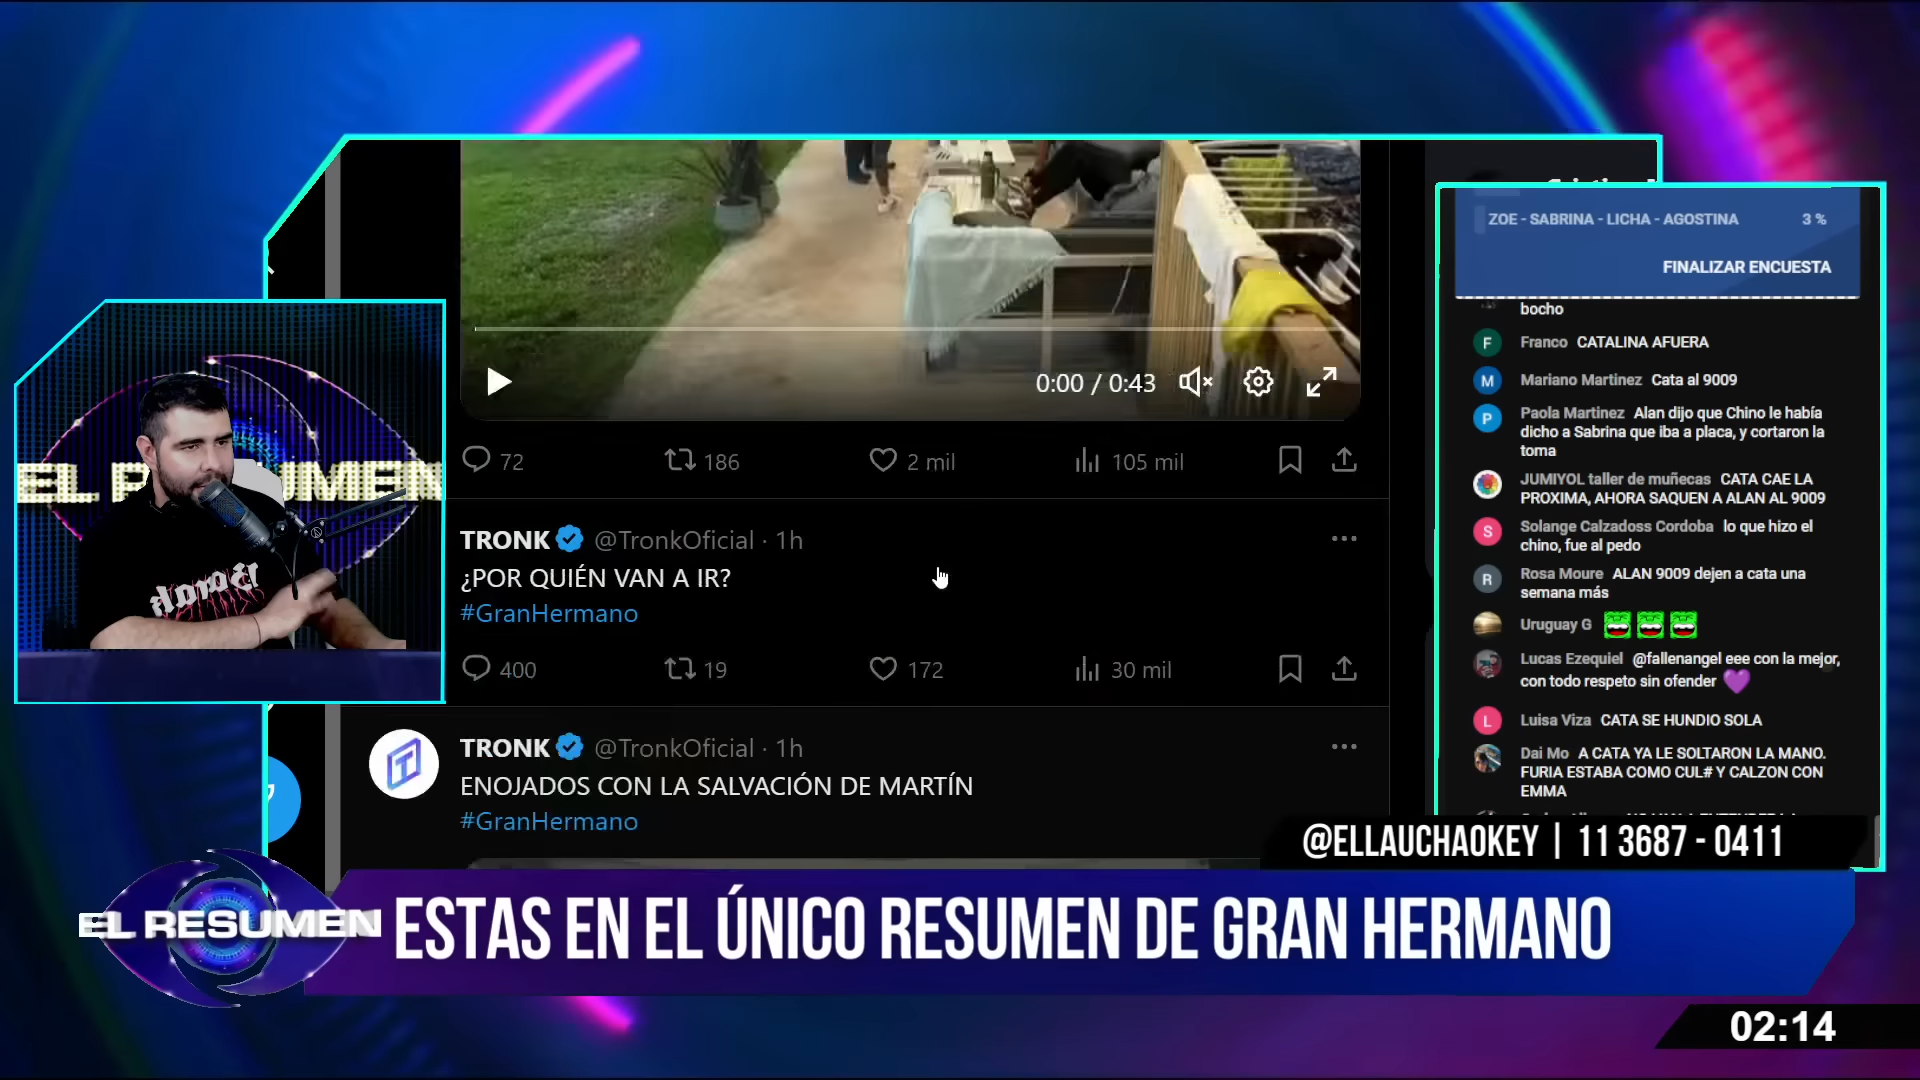 ZOE - SABRINA - LICHA - AGOSTINA 3 %
FINALIZAR ENCUESTA
bocho
F Franco CATALINA AFUERA
M Mariano Martinez Cata al 9009
P Paola Martinez Alan dijo que Chino le había
dicho a Sabrina que iba a placa, y cortaron la
toma
JUMIYOL taller de muñecas CATA CAE LA
PROXIMA, AHORA SAQUEN A ALAN AL 9009
S Solange Calzadoss Cordoba lo que hizo el
chino, fue al pedo
R Rosa Moure ALAN 9009 dejen a cata una
semana más
Uruguay G
Lucas Ezequiel @fallenangel eee con la mejor,
con todo respeto sin ofender
L Luisa Viza CATA SE HUNDIO SOLA
Dai Mo A CATA YA LE SOLTARON LA MANO.
FURIA ESTABA COMO CUL# Y CALZON CON
EMMA
0:00 / 0:43
72 186 2 mil 105 mil
TRONK @TronkOficial · 1h
¿POR QUIÉN VAN A IR?
#GranHermano
400 19 172 30 mil
TRONK @TronkOficial · 1h
ENOJADOS CON LA SALVACIÓN DE MARTÍN
#GranHermano
@ELLAUCHAOKEY | 11 3687 - 0411
EL RESUMEN
ESTAS EN EL ÚNICO RESUMEN DE GRAN HERMANO
02:14